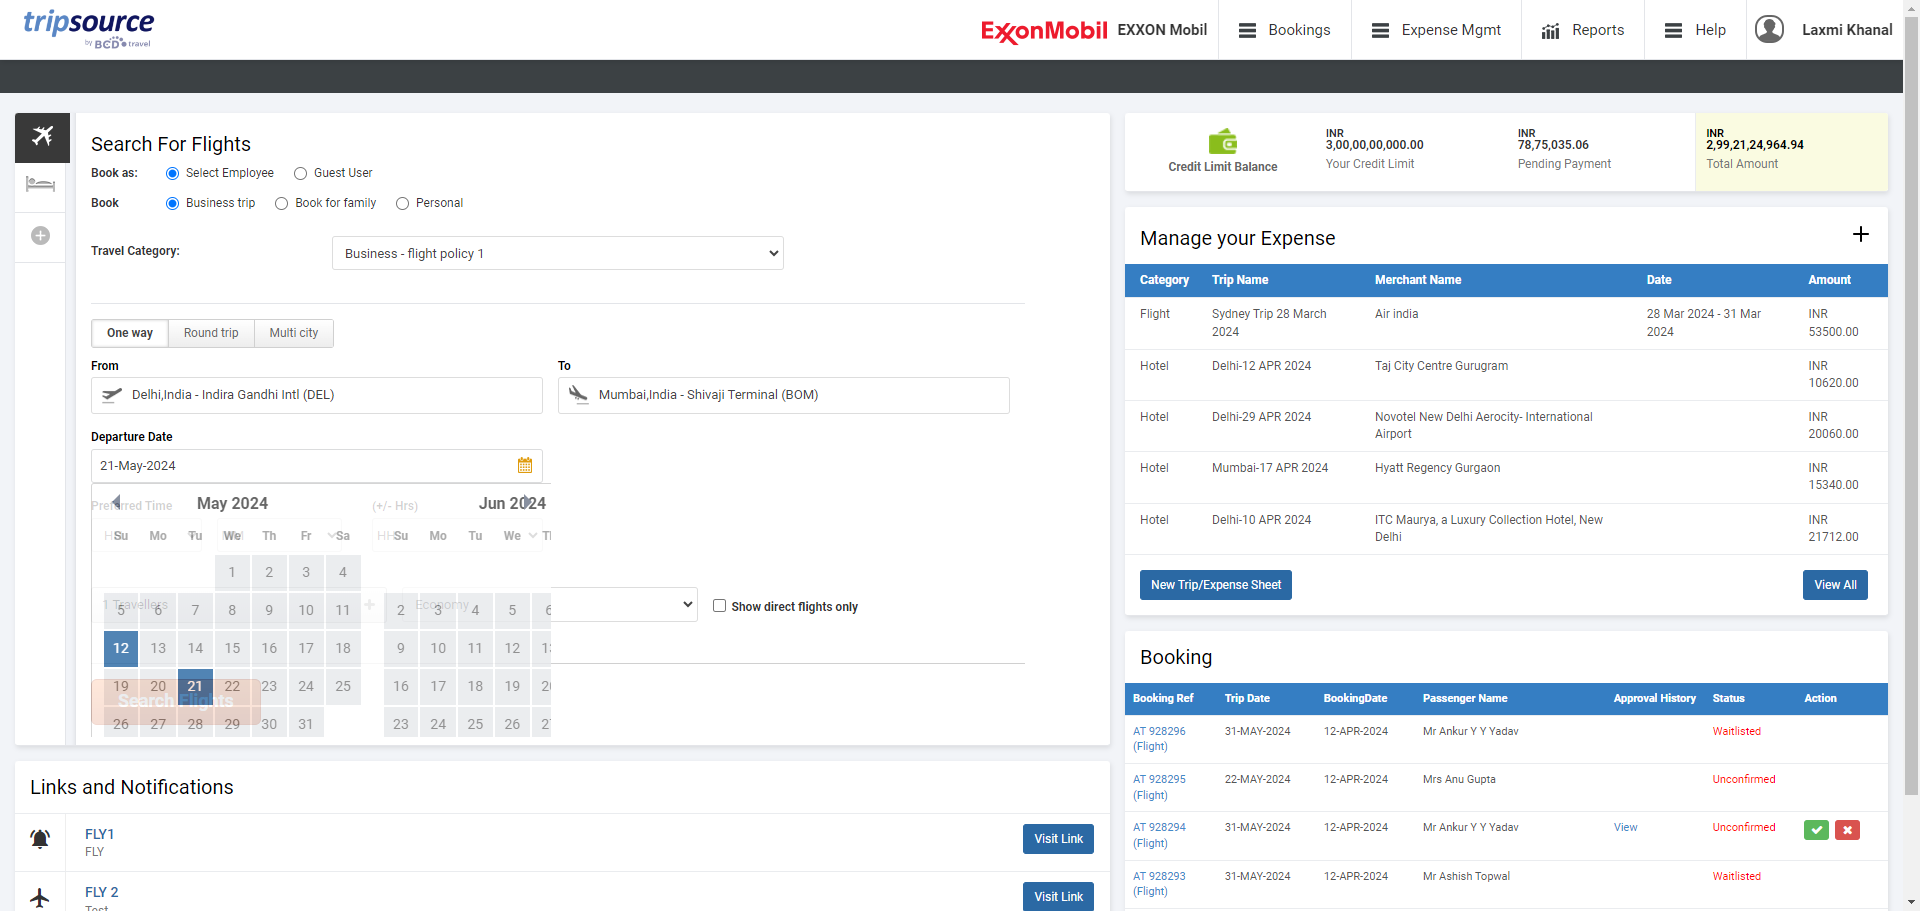 tripsource
by BCD travel
ExxonMobil EXXON Mobil
Bookings
Expense Mgmt
Reports
Help
Laxmi Khanal
Search For Flights
Book as: Select Employee Guest User
Book Business trip Book for family Personal
Travel Category: Business - flight policy 1
One way Round trip Multi city
From To
Delhi,India - Indira Gandhi Intl (DEL) Mumbai,India - Shivaji Terminal (BOM)
Departure Date
21-May-2024
Preferred Time May 2024 (+/- Hrs) Jun 2024
Su Mo Tu We Th Fr Sa Su Mo Tu We
1 2 3 4
1 Travellers Economy
5 6 7 8 9 10 11 2 3 4 5 6
Show direct flights only
12 13 14 15 16 17 18 9 10 11 12
19 20 21 22 23 24 25 16 17 18 19
Search Flights
26 27 28 29 30 31 23 24 25 26
Links and Notifications
FLY1
FLY
Visit Link
FLY 2
Visit Link
Test
Credit Limit Balance
INR
3,00,00,00,000.00
Your Credit Limit
INR
78,75,035.06
Pending Payment
INR
2,99,21,24,964.94
Total Amount
Manage your Expense
Category Trip Name Merchant Name Date Amount
Flight Sydney Trip 28 March Air india 28 Mar 2024 - 31 Mar INR
2024 2024 53500.00
Hotel Delhi-12 APR 2024 Taj City Centre Gurugram INR
10620.00
Hotel Delhi-29 APR 2024 Novotel New Delhi Aerocity- International INR
Airport 20060.00
Hotel Mumbai-17 APR 2024 Hyatt Regency Gurgaon INR
15340.00
Hotel Delhi-10 APR 2024 ITC Maurya, a Luxury Collection Hotel, New INR
Delhi 21712.00
New Trip/Expense Sheet View All
Booking
Booking Ref Trip Date BookingDate Passenger Name Approval History Status Action
AT 928296 31-MAY-2024 12-APR-2024 Mr Ankur Y Y Yadav Waitlisted
(Flight)
AT 928295 22-MAY-2024 12-APR-2024 Mrs Anu Gupta Unconfirmed
(Flight)
AT 928294 31-MAY-2024 12-APR-2024 Mr Ankur Y Y Yadav View Unconfirmed
(Flight)
AT 928293 31-MAY-2024 12-APR-2024 Mr Ashish Topwal Waitlisted
(Flight)